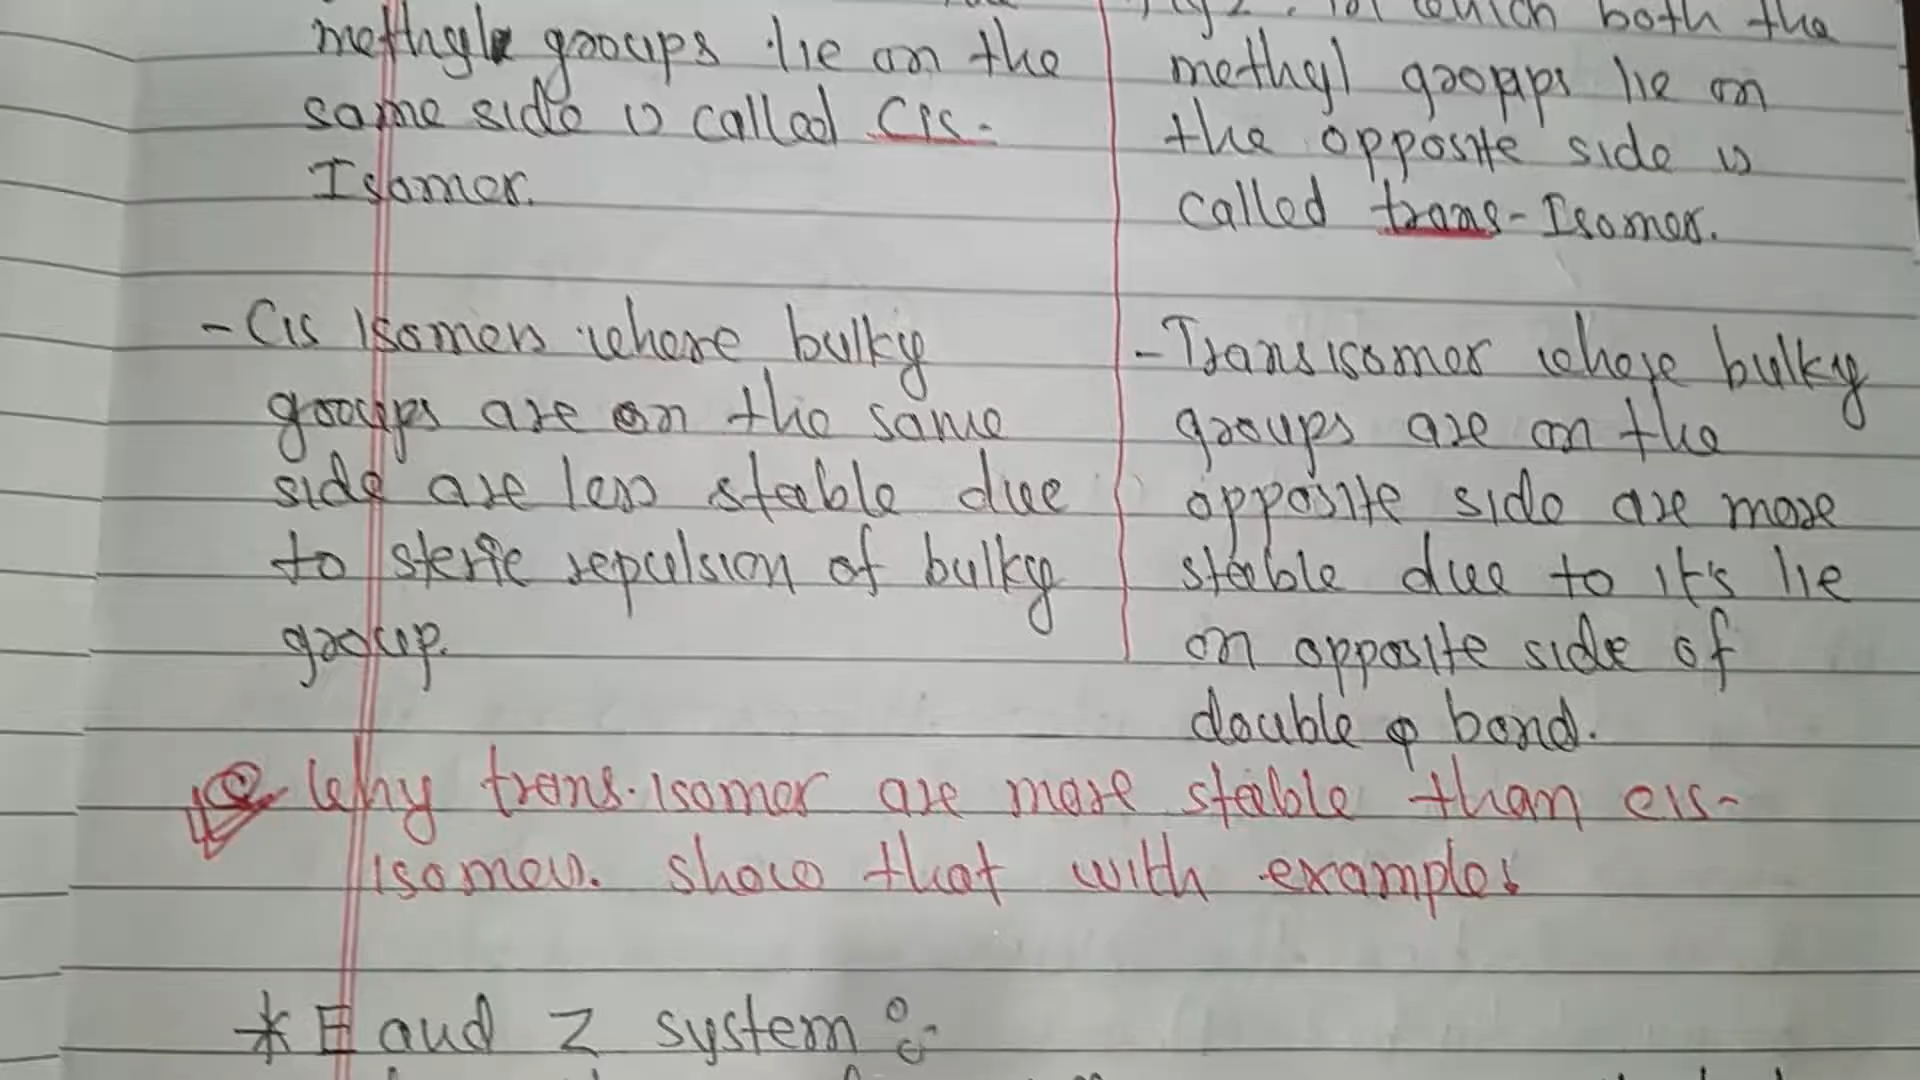 methyl groups lie on the
same side is called Cis-
Isomer.
- Cis isomers where bulky
groups are on the same
side are less stable due
to steric repulsion of bulky
group.
which both the
methyl groups lie on
the opposite side is
called trans-Isomer.
- Trans isomer whose bulky
groups are on the
opposite side are more
stable due to it's lie
on opposite side of
double bond.
Q Why trans-isomer are more stable than cis-
isomers. show that with examples
* E and Z system :-